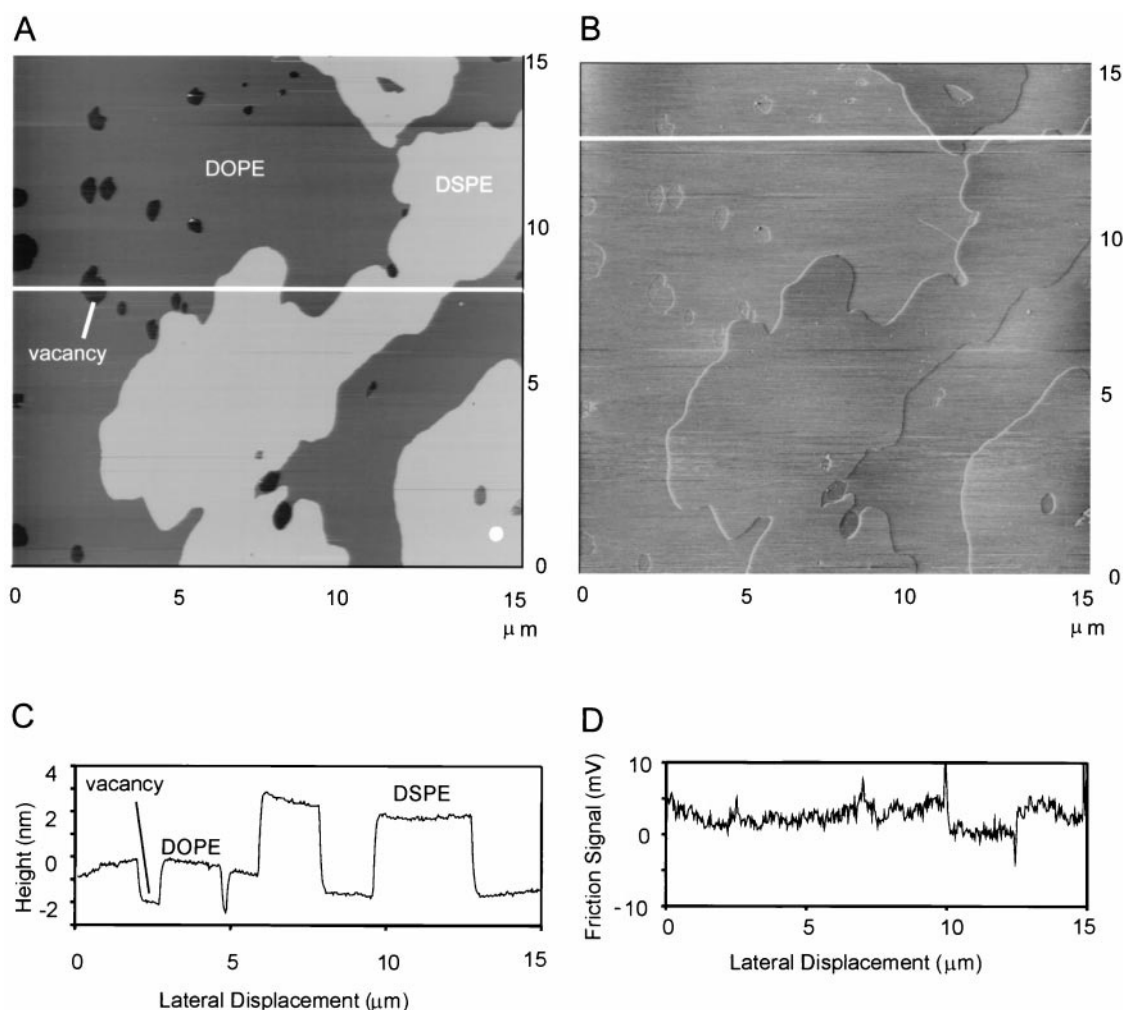 A
B
15
DOPE
DSPE
10
vacancy
5
0
0 5 10 15
μ m
15
10
5
0
0 5 10 15
μ m
C
4
2
0
-2
Height (nm)
vacancy
DOPE
DSPE
0 5 10 15
Lateral Displacement (μm)
D
10
0
-10
Friction Signal (mV)
0 5 10 15
Lateral Displacement (μm)